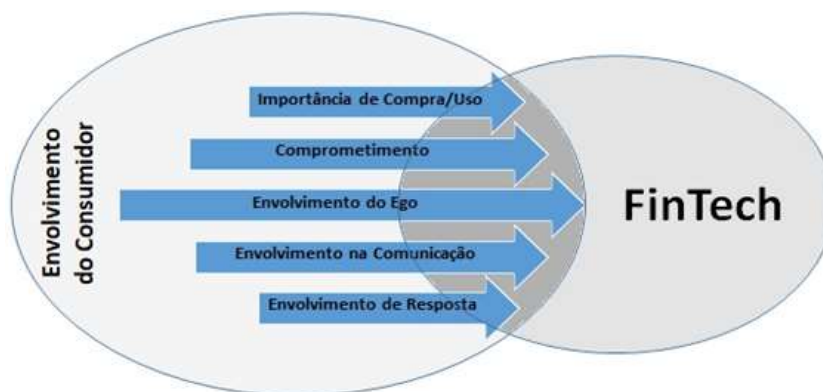 Envolvimento
do Consumidor
Importância de Compra/Uso
Comprometimento
Envolvimento do Ego
Envolvimento na Comunicação
Envolvimento de Resposta
FinTech